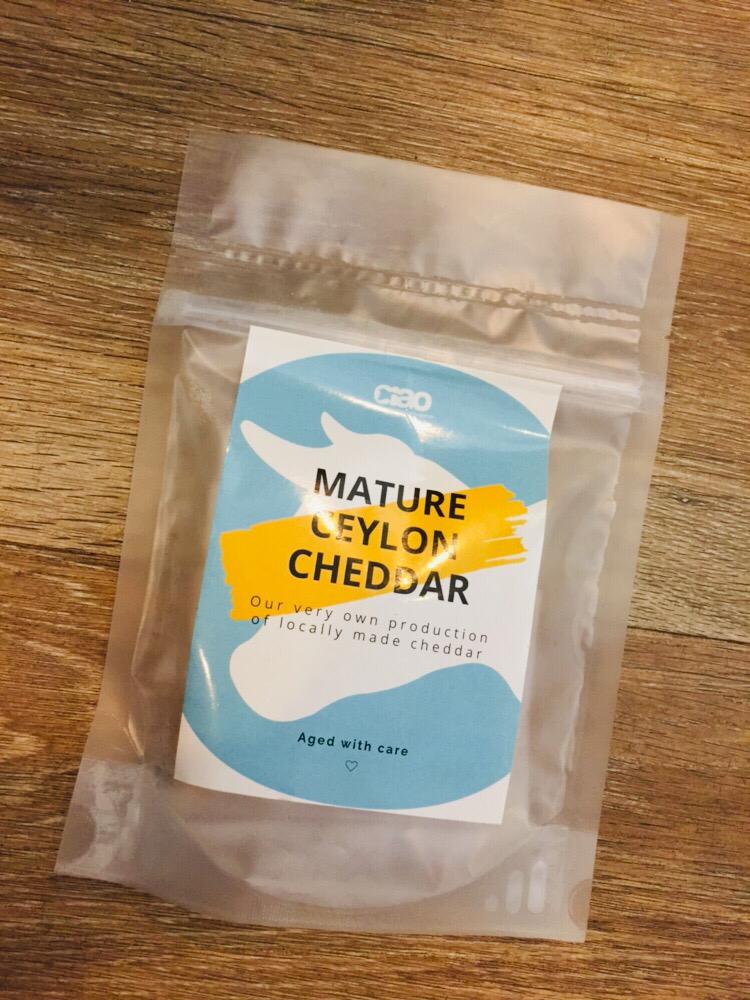 ciao
MATURE
CEYLON
CHEDDAR
Our very own production
of locally made cheddar
Aged with care